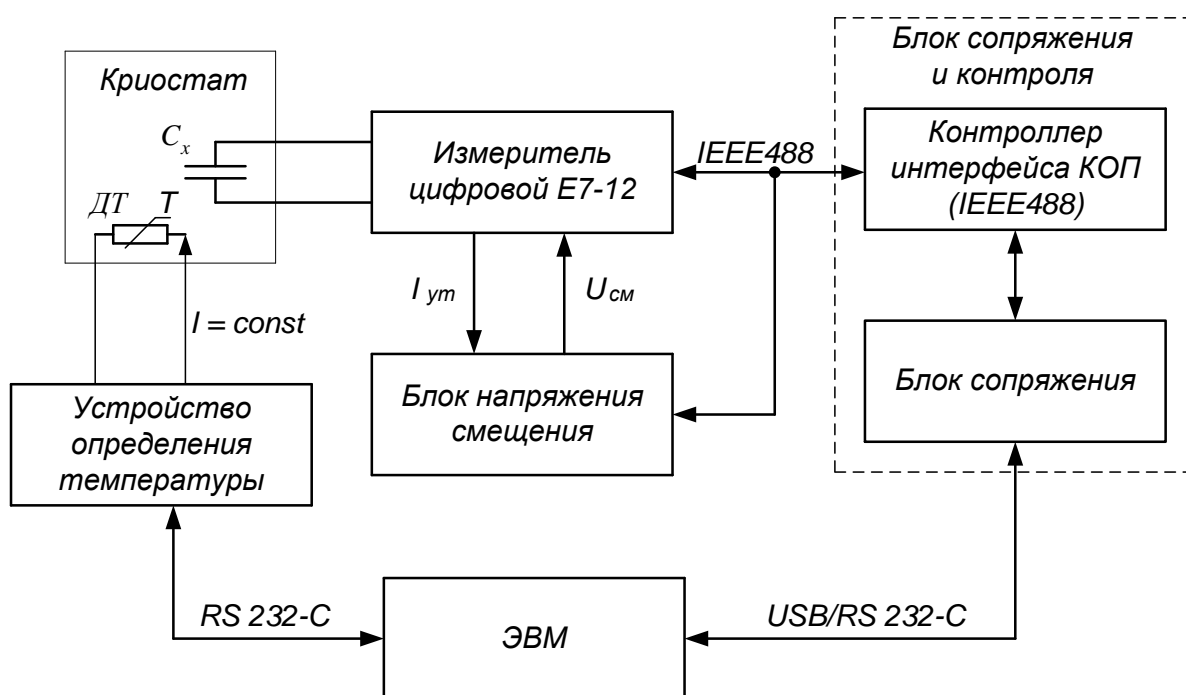 Криостат
C_x
ДТ
T
I = const
Устройство
определения
температуры
Измеритель
цифровой Е7-12
I ут
U см
Блок напряжения
смещения
IEEE488
Блок сопряжения
и контроля
Контроллер
интерфейса КОП
(IEEE488)
Блок сопряжения
RS 232-C
ЭВМ
USB/RS 232-C